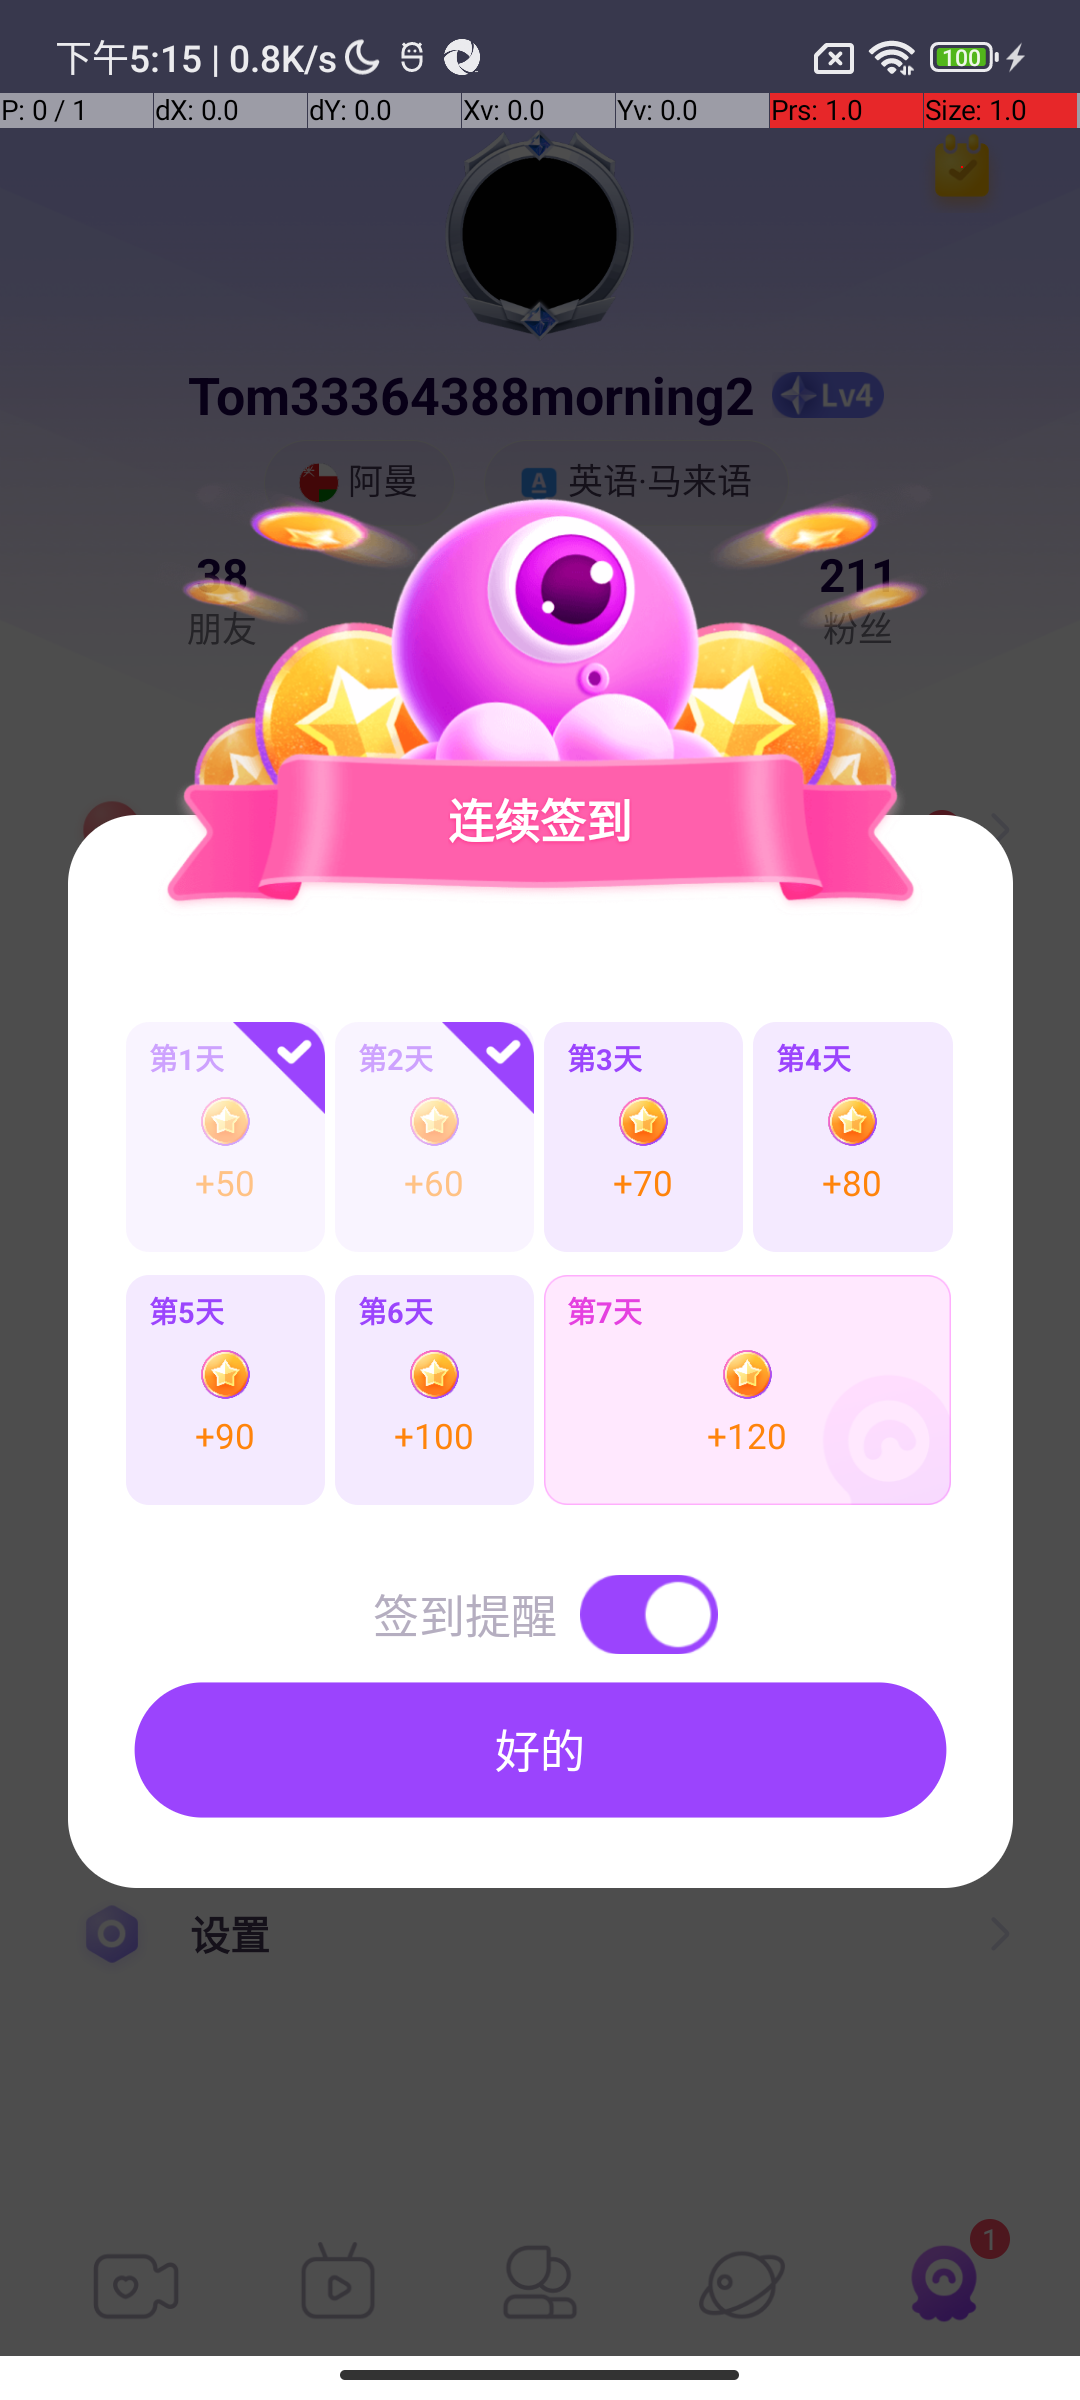 下午5:15 | 0.8K/s
100
P: 0 / 1
dX: 0.0
dY: 0.0
Xv: 0.0
Yv: 0.0
Prs: 1.0
Size: 1.0
Tom33364388morning2
Lv4
阿曼
A
英语·马来语
38
211
朋友
粉丝
连续签到
第1天
第2天
第3天
第4天
+50
+60
+70
+80
第5天
第6天
第7天
+90
+100
+120
签到提醒
好的
设置
1